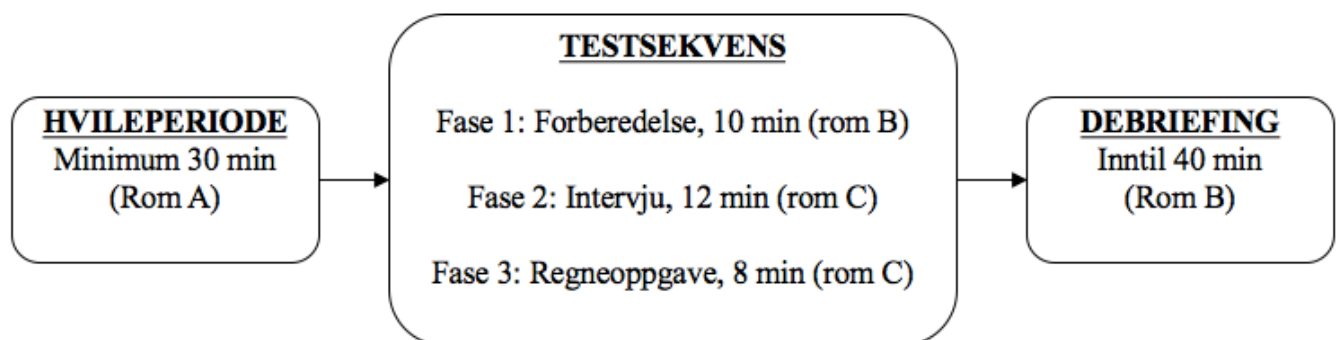 HVILEPERIODE
Minimum 30 min
(Rom A)
TESTSEKVENS
Fase 1: Forberedelse, 10 min (rom B)
Fase 2: Intervju, 12 min (rom C)
Fase 3: Regneoppgave, 8 min (rom C)
DEBRIEFING
Inntil 40 min
(Rom B)